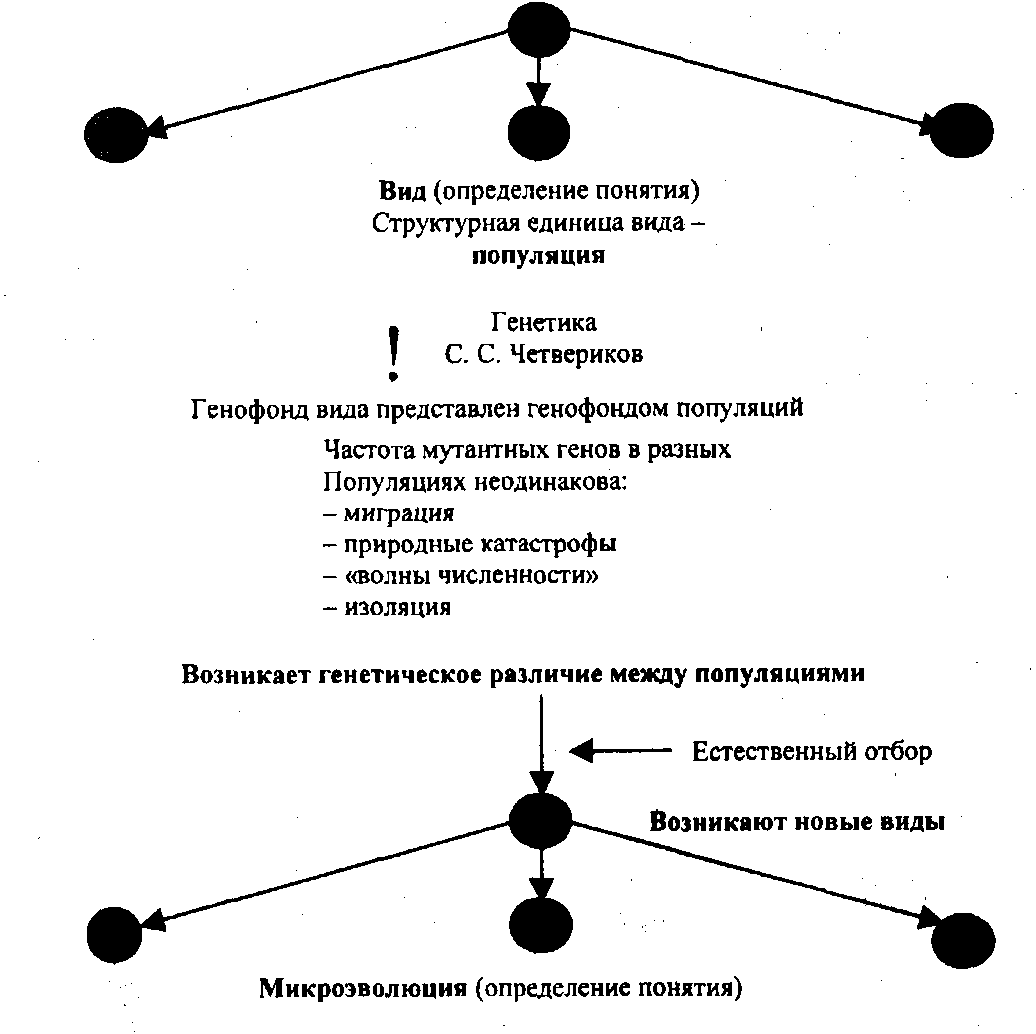 Вид (определение понятия)
Структурная единица вида –
популяция
!
Генетика
С. С. Четвериков
Генофонд вида представлен генофондом популяций
Частота мутантных генов в разных
Популяциях неодинакова:
– миграция
– природные катастрофы
– «волны численности»
– изоляция
Возникает генетическое различие между популяциями
Естественный отбор
Возникают новые виды
Микроэволюция (определение понятия)